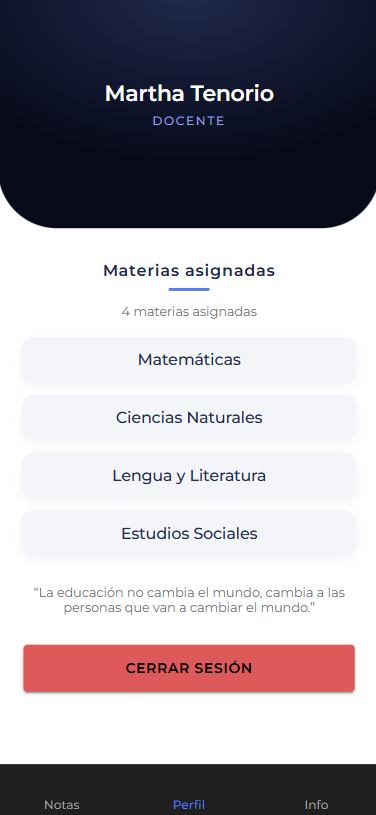 Martha Tenorio
DOCENTE
Materias asignadas
4 materias asignadas
Matemáticas
Ciencias Naturales
Lengua y Literatura
Estudios Sociales
“La educación no cambia el mundo, cambia a las
personas que van a cambiar el mundo.”
CERRAR SESIÓN
Notas
Perfil
Info